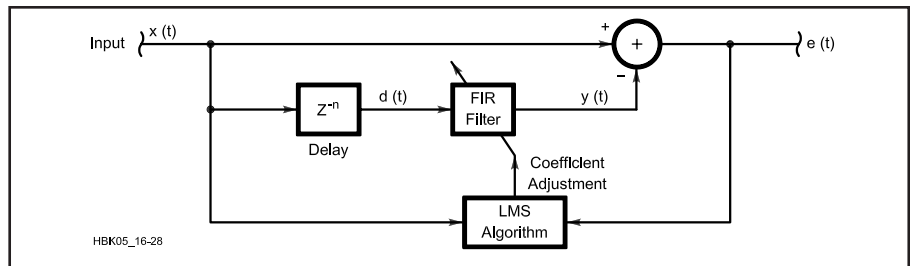 x (t)
Input
+
+
e (t)
−
Z-n
d (t)
FIR
Filter
y (t)
Delay
Coefficient
Adjustment
LMS
Algorithm
HBK05_16-28